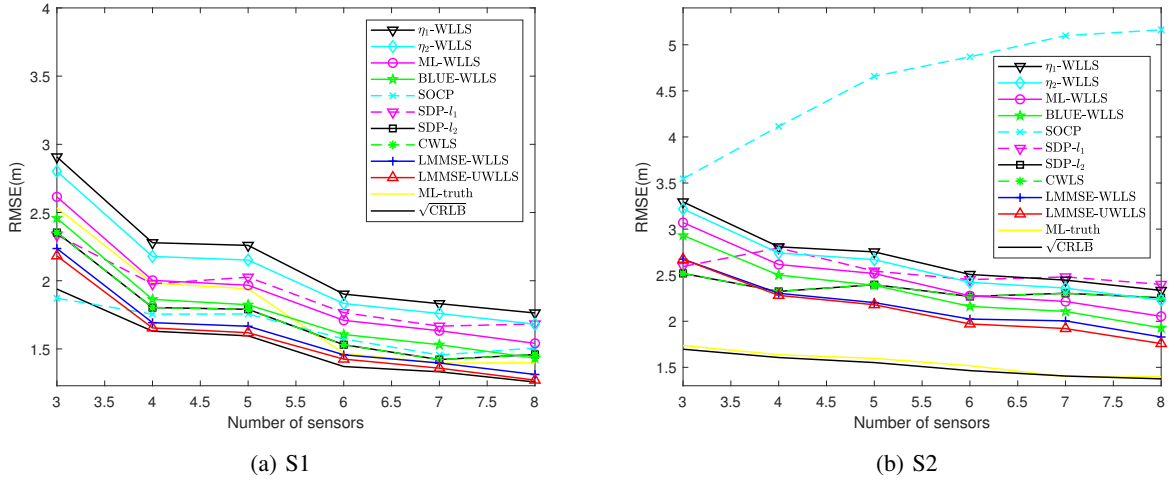 4
3.5
3
2.5
2
1.5
RMSE(m)
3 3.5 4 4.5 5 5.5 6 6.5 7 7.5 8
Number of sensors
η₁-WLLS
η₂-WLLS
ML-WLLS
BLUE-WLLS
SOCP
SDP-l₁
SDP-l₂
CWLS
LMMSE-WLLS
LMMSE-UWLLS
ML-truth
√CRLB
(a) S1
5
4.5
4
3.5
3
2.5
2
1.5
RMSE(m)
3 3.5 4 4.5 5 5.5 6 6.5 7 7.5 8
Number of sensors
η₁-WLLS
η₂-WLLS
ML-WLLS
BLUE-WLLS
SOCP
SDP-l₁
SDP-l₂
CWLS
LMMSE-WLLS
LMMSE-UWLLS
ML-truth
√CRLB
(b) S2